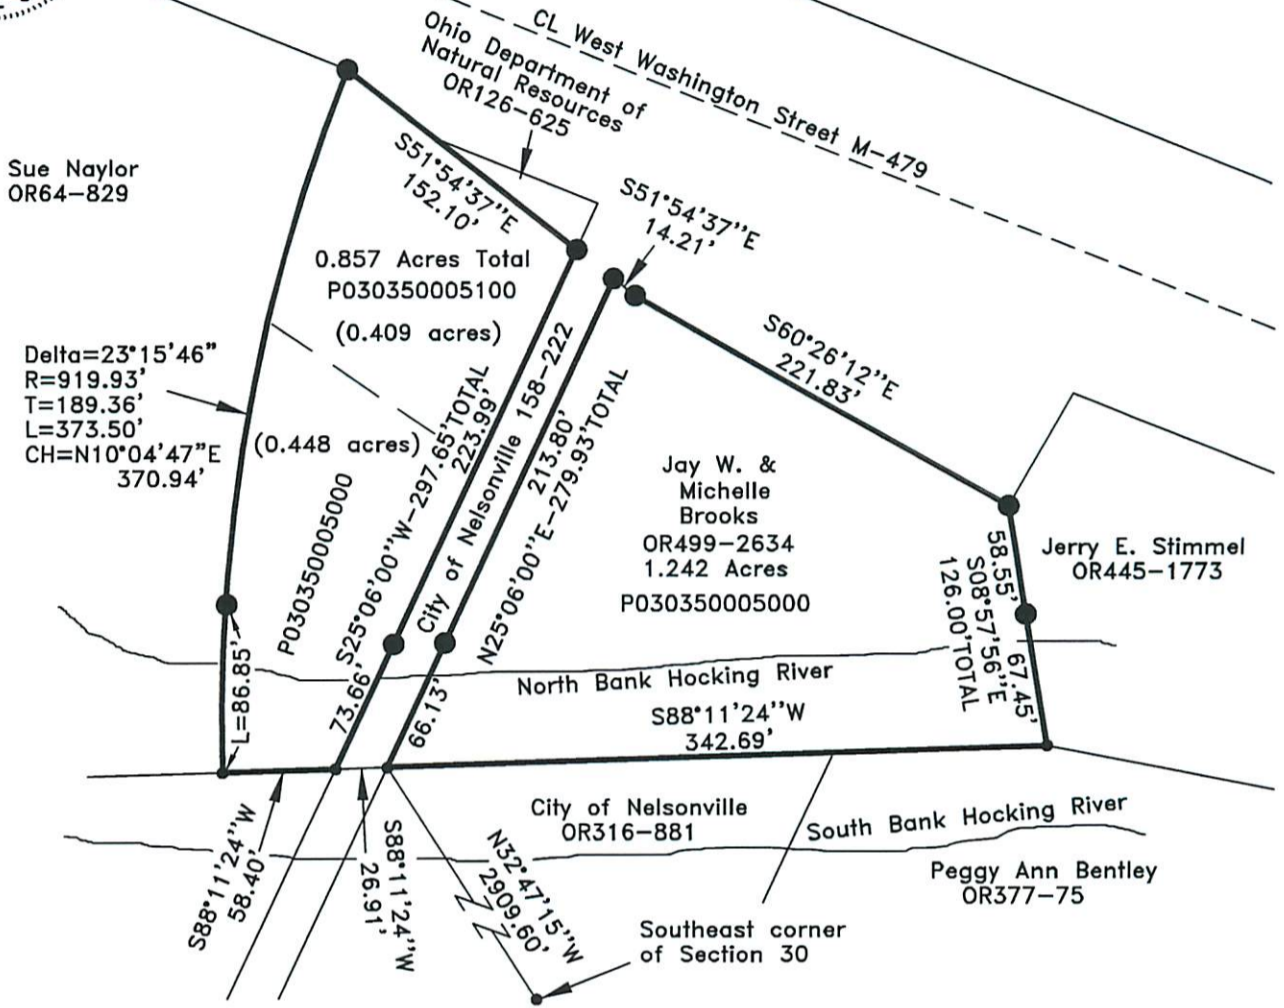 CL West Washington Street M-479
Ohio Department of
Natural Resources
OR126-625
Sue Naylor
OR64-829
S51°54'37"E
152.10'
S51°54'37"E
14.21'
0.857 Acres Total
P030350005100
(0.409 acres)
Delta=23°15'46"
R=919.93'
T=189.36'
L=373.50'
CH=N10°04'47"E
370.94'
(0.448 acres)
P030350005000
S25°06'00"W-297.65'TOTAL
223.99'
City of Nelsonville 158-222
213.80'
N25°06'00"E-279.93'TOTAL
S60°26'12"E
221.83'
Jay W. &
Michelle
Brooks
OR499-2634
1.242 Acres
P030350005000
Jerry E. Stimmel
OR445-1773
58.55'
67.45'
S08°57'56"E
126.00'TOTAL
L=86.85'
73.66'
66.13'
North Bank Hocking River
S88°11'24"W
342.69'
City of Nelsonville
OR316-881
South Bank Hocking River
Peggy Ann Bentley
OR377-75
S88°11'24"W
58.40'
S88°11'24"W
26.91'
N32°47'15"W
2909.60'
Southeast corner
of Section 30